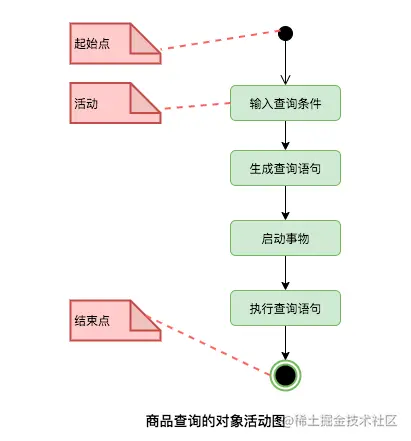 起始点
活动
输入查询条件
生成查询语句
启动事物
执行查询语句
结束点
商品查询的对象活动图
@稀土掘金技术社区